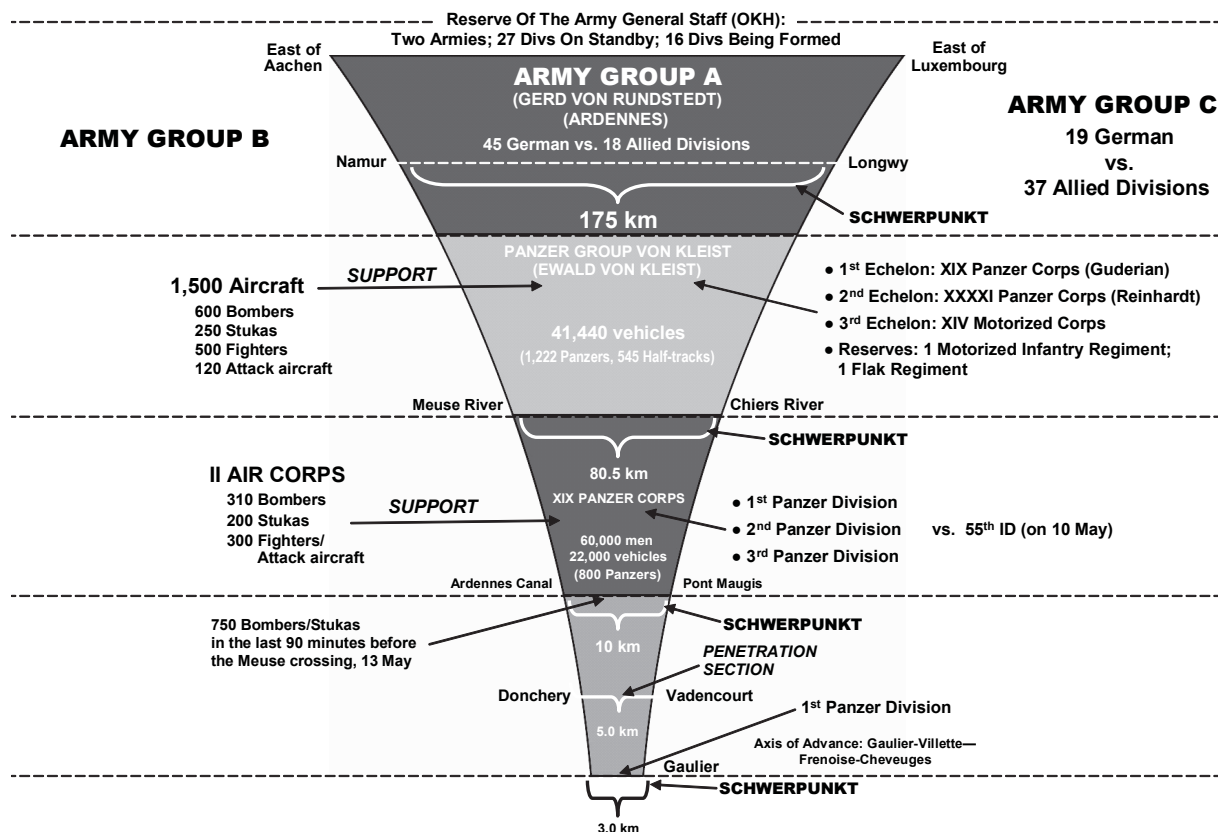 Reserve Of The Army General Staff (OKH):
Two Armies; 27 Divs On Standby; 16 Divs Being Formed
East of
Aachen
East of
Luxembourg
ARMY GROUP A
(GERD VON RUNDSTEDT)
(ARDENNES)
45 German vs. 18 Allied Divisions
ARMY GROUP B
ARMY GROUP C
19 German
vs.
37 Allied Divisions
Namur
Longwy
175 km
SCHWERPUNKT
PANZER GROUP VON KLEIST
(EWALD VON KLEIST)
1,500 Aircraft
600 Bombers
250 Stukas
500 Fighters
120 Attack aircraft
SUPPORT
41,440 vehicles
(1,222 Panzers, 545 Half-tracks)
● 1st Echelon: XIX Panzer Corps (Guderian)
● 2nd Echelon: XXXXI Panzer Corps (Reinhardt)
● 3rd Echelon: XIV Motorized Corps
● Reserves: 1 Motorized Infantry Regiment;
1 Flak Regiment
Meuse River
Chiers River
SCHWERPUNKT
80.5 km
II AIR CORPS
310 Bombers
200 Stukas
300 Fighters/
Attack aircraft
SUPPORT
XIX PANZER CORPS
60,000 men
22,000 vehicles
(800 Panzers)
● 1st Panzer Division
● 2nd Panzer Division
● 3rd Panzer Division
vs. 55th ID (on 10 May)
Ardennes Canal
Pont Maugis
750 Bombers/Stukas
in the last 90 minutes before
the Meuse crossing, 13 May
SCHWERPUNKT
10 km
PENETRATION
SECTION
Donchery
Vadencourt
5.0 km
1st Panzer Division
Axis of Advance: Gaulier-Villette—
Frenoise-Cheveuges
Gaulier
SCHWERPUNKT
3.0 km